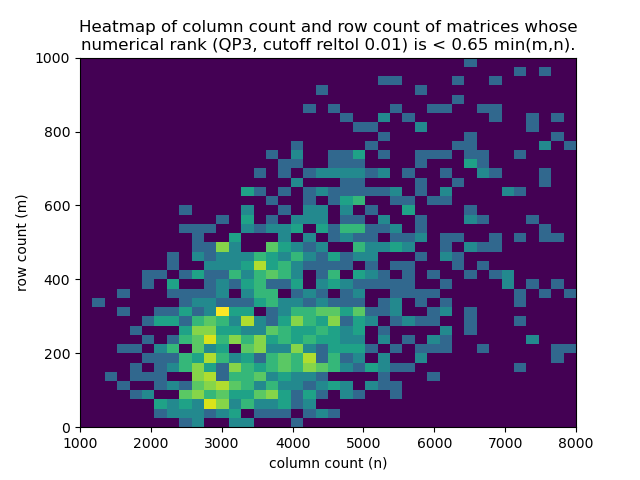 Heatmap of column count and row count of matrices whose
numerical rank (QP3, cutoff reltol 0.01) is < 0.65 min(m,n).
1000
800
600
400
200
0
row count (m)
1000 2000 3000 4000 5000 6000 7000 8000
column count (n)